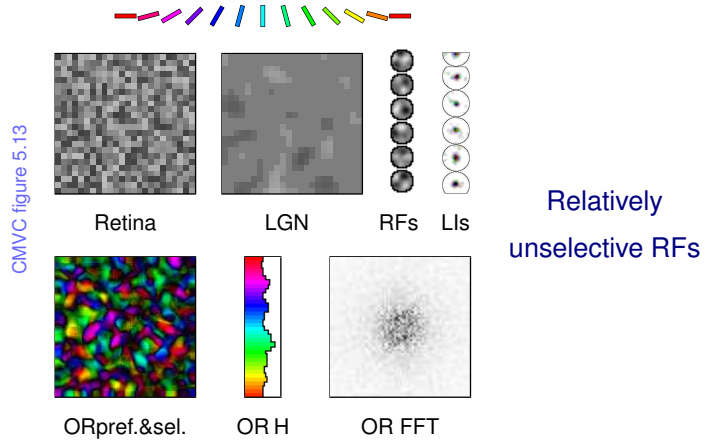 CMVC figure 5.13
Retina
LGN
RFs
LIs
Relatively
unselective RFs
ORpref.&sel.
OR H
OR FFT